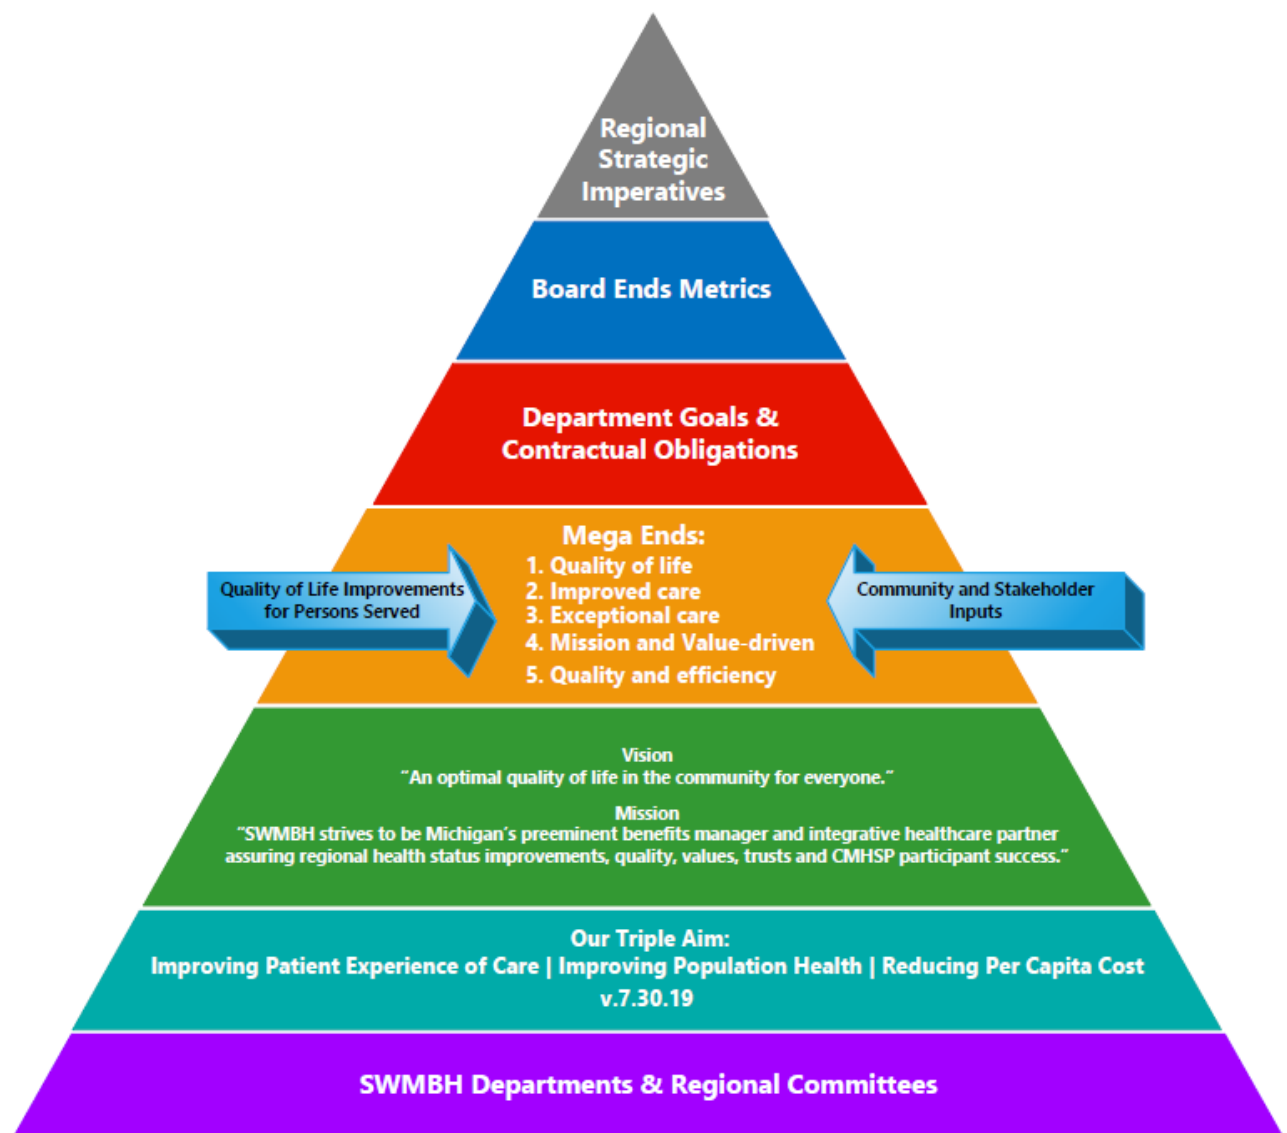 Regional
Strategic
Imperatives
Board Ends Metrics
Department Goals &
Contractual Obligations
Mega Ends:
1. Quality of life
2. Improved care
3. Exceptional care
4. Mission and Value-driven
5. Quality and efficiency
Quality of Life Improvements
for Persons Served
Community and Stakeholder
Inputs
Vision
“An optimal quality of life in the community for everyone.”
Mission
“SWMBH strives to be Michigan’s preeminent benefits manager and integrative healthcare partner
assuring regional health status improvements, quality, values, trusts and CMHSP participant success.”
Our Triple Aim:
Improving Patient Experience of Care | Improving Population Health | Reducing Per Capita Cost
v.7.30.19
SWMBH Departments & Regional Committees